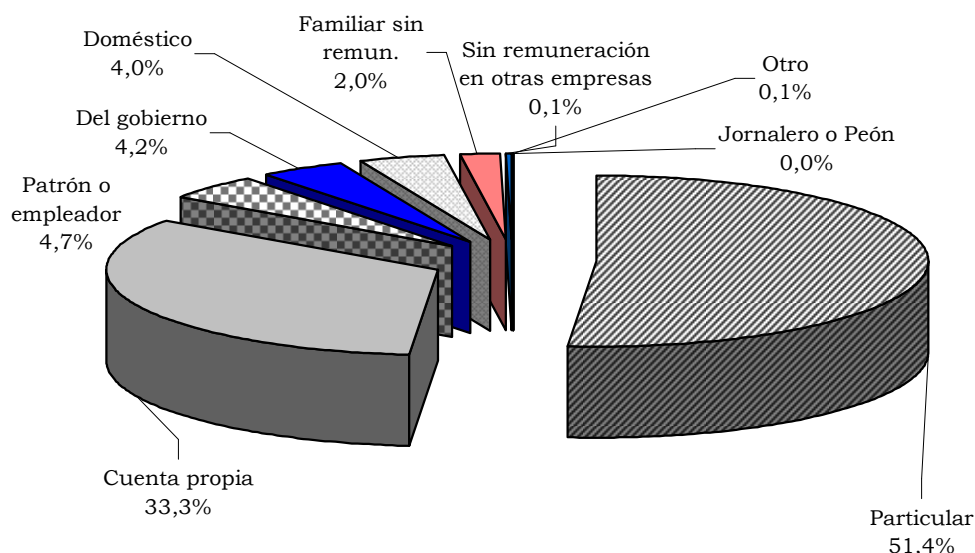 Familiar sin
remun.
2,0%
Doméstico
4,0%
Sin remuneración
en otras empresas
0,1%
Otro
0,1%
Del gobierno
4,2%
Jornalero o Peón
0,0%
Patrón o
empleador
4,7%
Cuenta propia
33,3%
Particular
51,4%